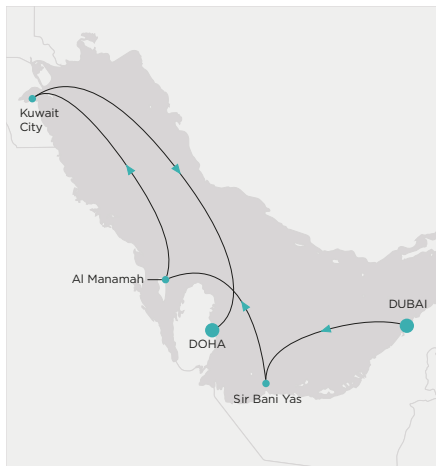 Kuwait
City
Al Manamah
DUBAI
DOHA
Sir Bani Yas